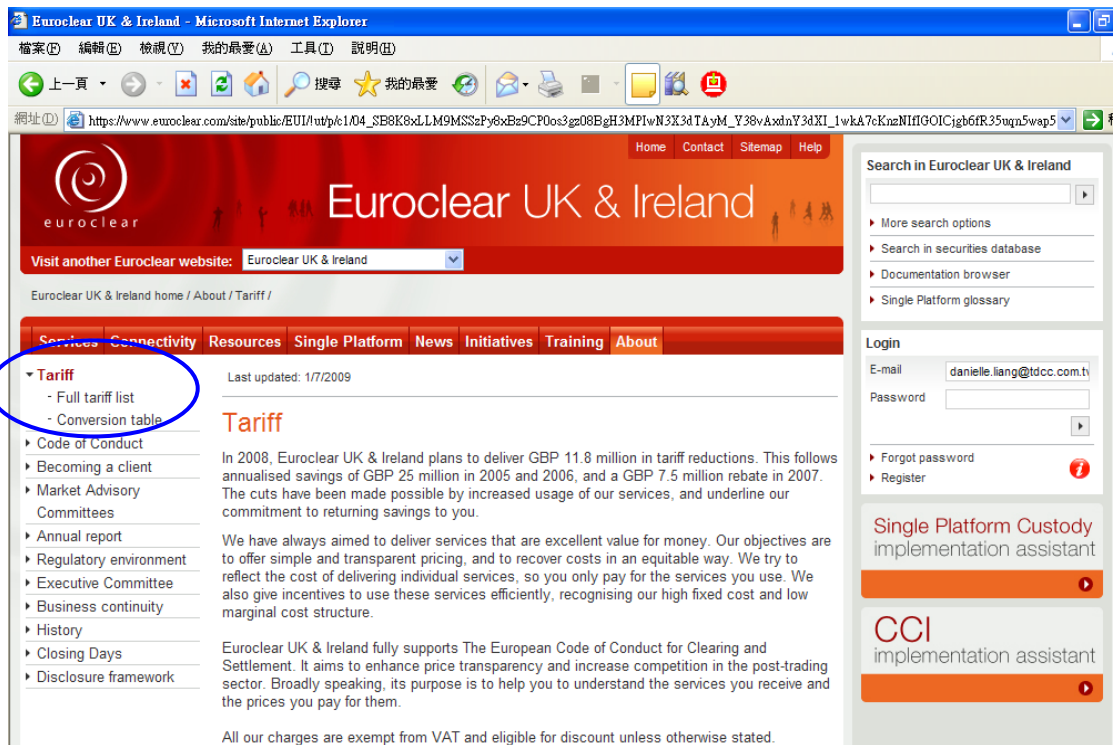 Euroclear UK & Ireland - Microsoft Internet Explorer
檔案(F) 編輯(E) 檢視(V) 我的最愛(A) 工具(T) 說明(H)
上一頁 搜尋 我的最愛
網址(D) https://www.euroclear.com/site/public/EUI/!ut/p/c1/04_SB8K8xLLM9MSSzPy8xBz9CP0os3gz08BgH3MPIwN3X3dTAyM_Y38vAxdnY3dXI_1wkA7cKnzNIfIGOICjgb6fR35uqn5wap5
Home Contact Sitemap Help
euroclear
Euroclear UK & Ireland
Visit another Euroclear website: Euroclear UK & Ireland
Euroclear UK & Ireland home / About / Tariff /
Services Connectivity Resources Single Platform News Initiatives Training About
Tariff
- Full tariff list
- Conversion table
Code of Conduct
Becoming a client
Market Advisory
Committees
Annual report
Regulatory environment
Executive Committee
Business continuity
History
Closing Days
Disclosure framework
Last updated: 1/7/2009
Tariff
In 2008, Euroclear UK & Ireland plans to deliver GBP 11.8 million in tariff reductions. This follows
annualised savings of GBP 25 million in 2005 and 2006, and a GBP 7.5 million rebate in 2007.
The cuts have been made possible by increased usage of our services, and underline our
commitment to returning savings to you.
We have always aimed to deliver services that are excellent value for money. Our objectives are
to offer simple and transparent pricing, and to recover costs in an equitable way. We try to
reflect the cost of delivering individual services, so you only pay for the services you use. We
also give incentives to use these services efficiently, recognising our high fixed cost and low
marginal cost structure.
Euroclear UK & Ireland fully supports The European Code of Conduct for Clearing and
Settlement. It aims to enhance price transparency and increase competition in the post-trading
sector. Broadly speaking, its purpose is to help you to understand the services you receive and
the prices you pay for them.
All our charges are exempt from VAT and eligible for discount unless otherwise stated.
Search in Euroclear UK & Ireland
More search options
Search in securities database
Documentation browser
Single Platform glossary
Login
E-mail danielle.liang@tdcc.com.tw
Password
Forgot password
Register
Single Platform Custody
implementation assistant
CCI
implementation assistant